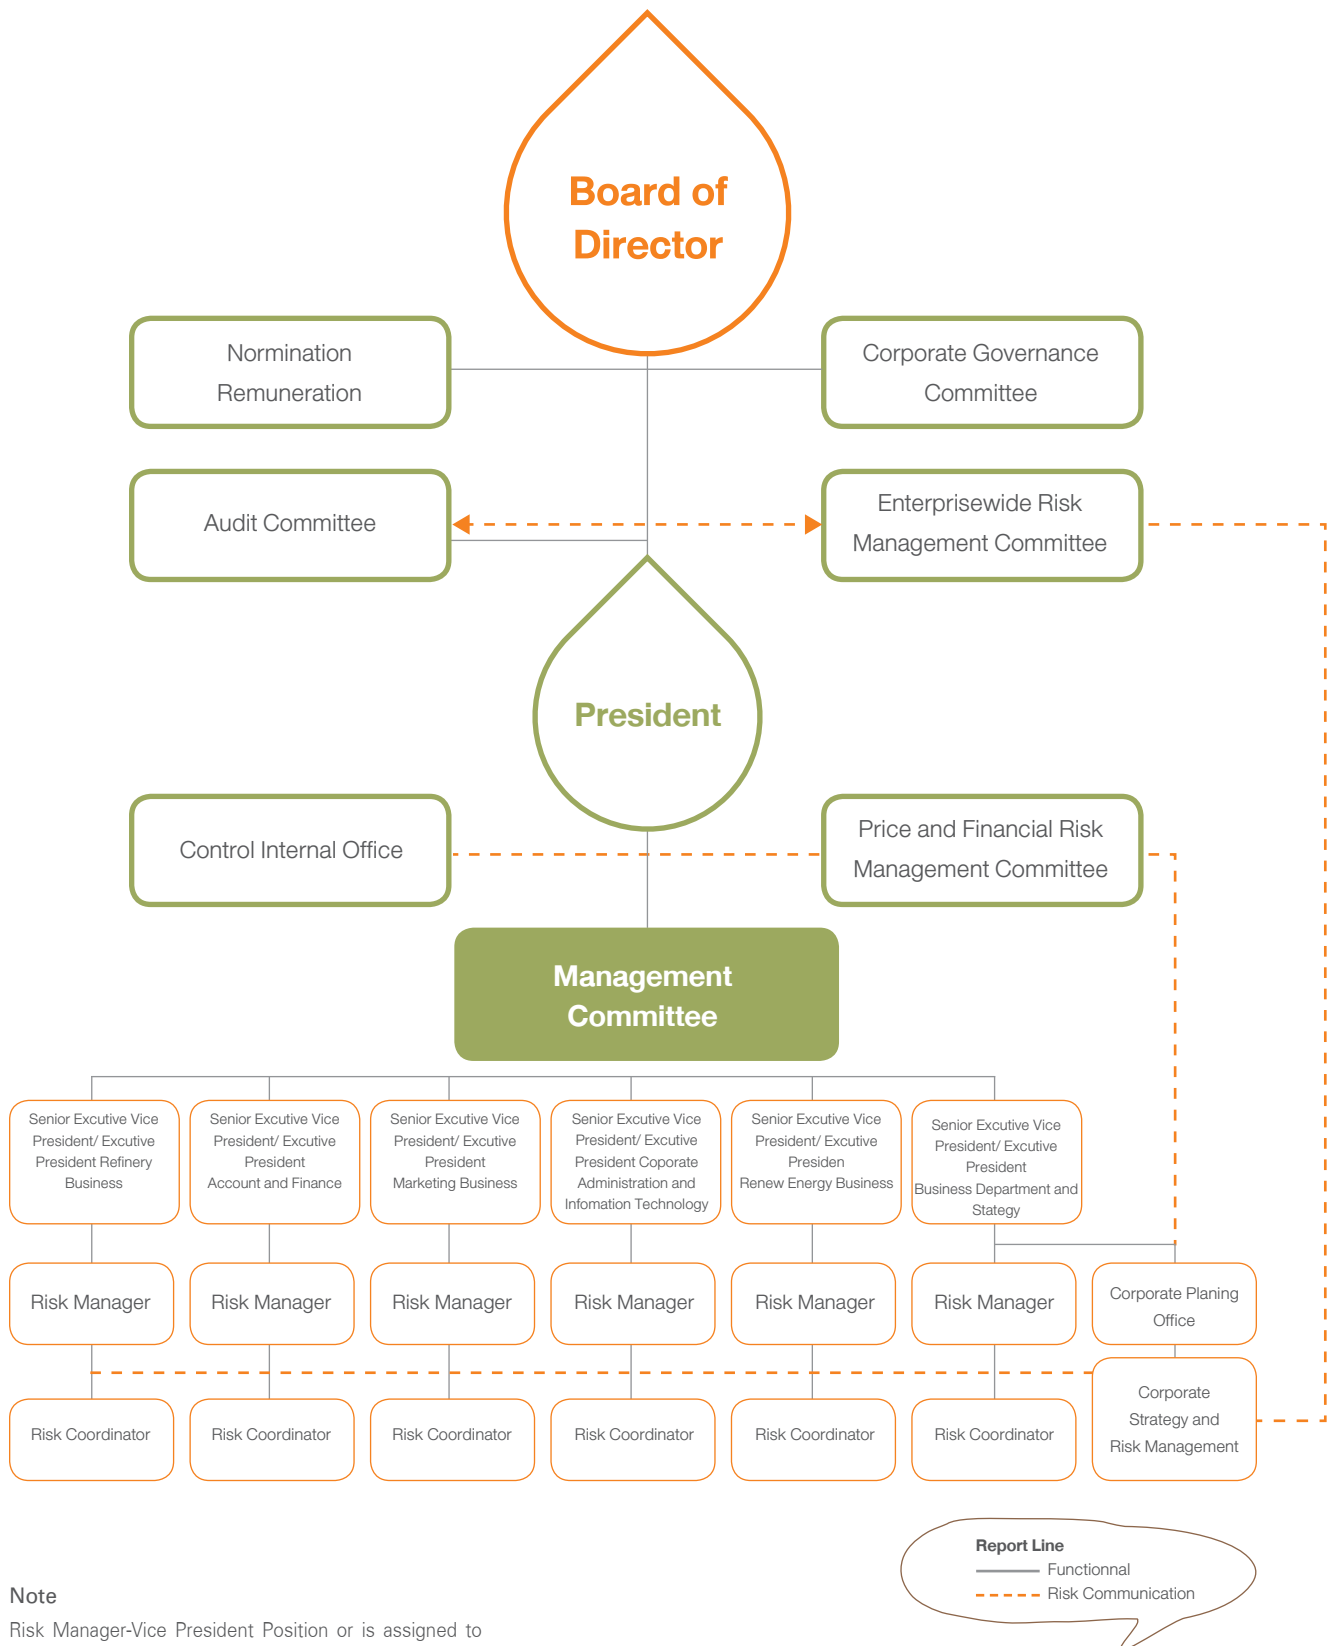 Board of
Director
Normination
Remuneration
Corporate Governance
Committee
Audit Committee
Enterprisewide Risk
Management Committee
President
Control Internal Office
Price and Financial Risk
Management Committee
Management
Committee
Senior Excutive Vice
President/ Excutive
President Refinery
Business
Senior Excutive Vice
President/ Excutive
President
Account and Finance
Senior Excutive Vice
President/ Excutive
President
Marketing Business
Senior Excutive Vice
President/ Excutive
President Coporate
Administration and
Infomation Technology
Senior Excutive Vice
President/ Excutive
Presiden
Renew Energy Business
Senior Excutive Vice
President/ Excutive
President
Business Department and
Stategy
Risk Manager
Risk Manager
Risk Manager
Risk Manager
Risk Manager
Risk Manager
Corporate Planing
Office
Risk Coordinator
Risk Coordinator
Risk Coordinator
Risk Coordinator
Risk Coordinator
Risk Coordinator
Corporate
Strategy and
Risk Management
Report Line
Functionnal
Risk Communication
Note
Risk Manager-Vice President Position or is assigned to